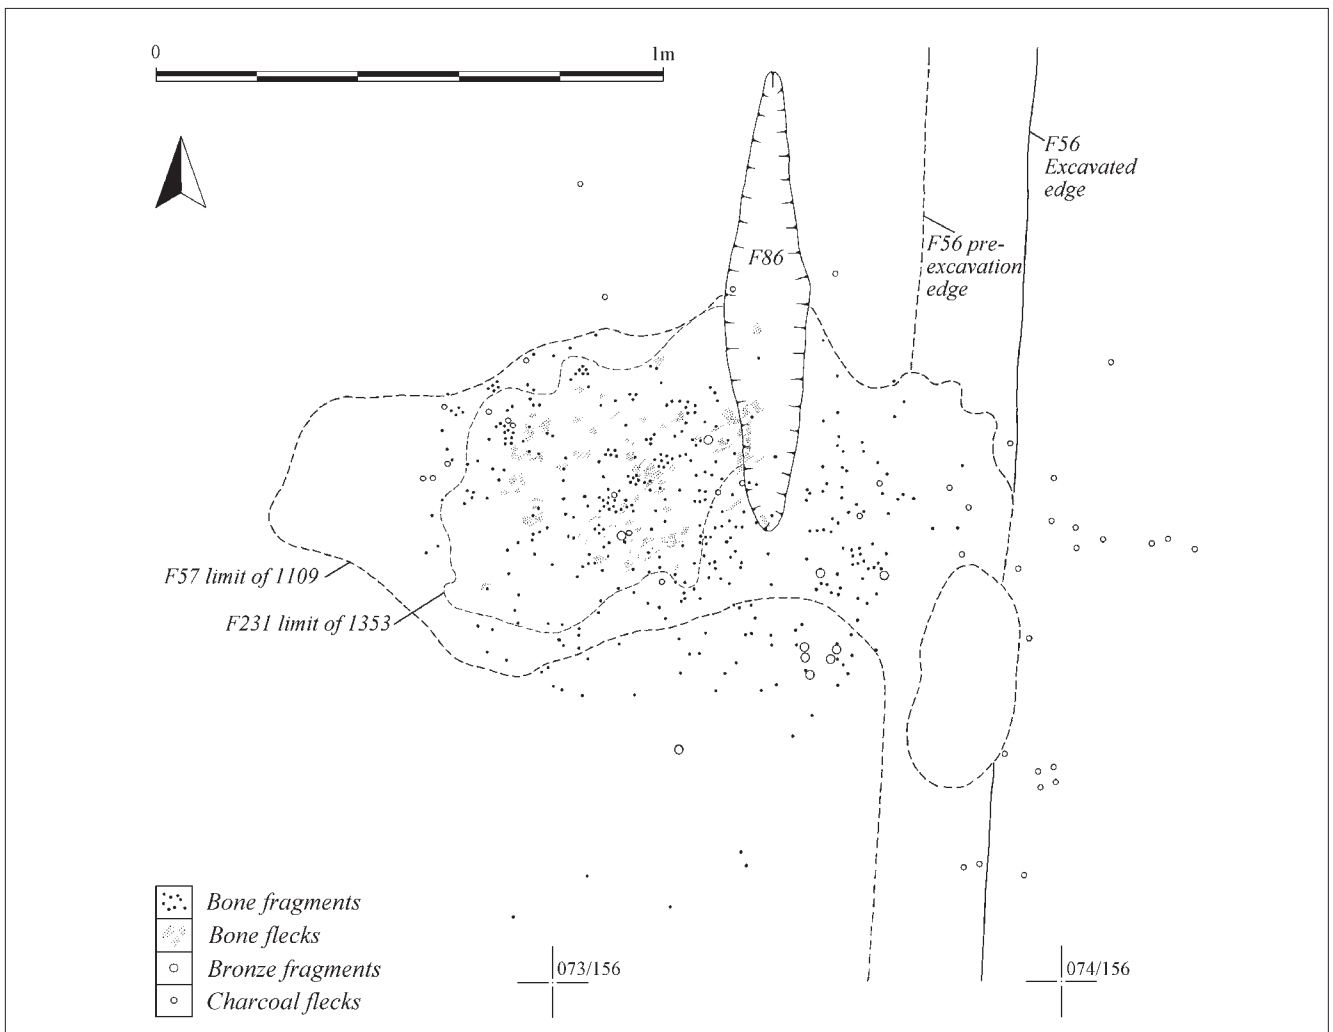 0 1m
F56
Excavated
edge
F86
F56 pre-
excavation
edge
F57 limit of 1109
F231 limit of 1353
Bone fragments
Bone flecks
Bronze fragments
Charcoal flecks
073/156
074/156